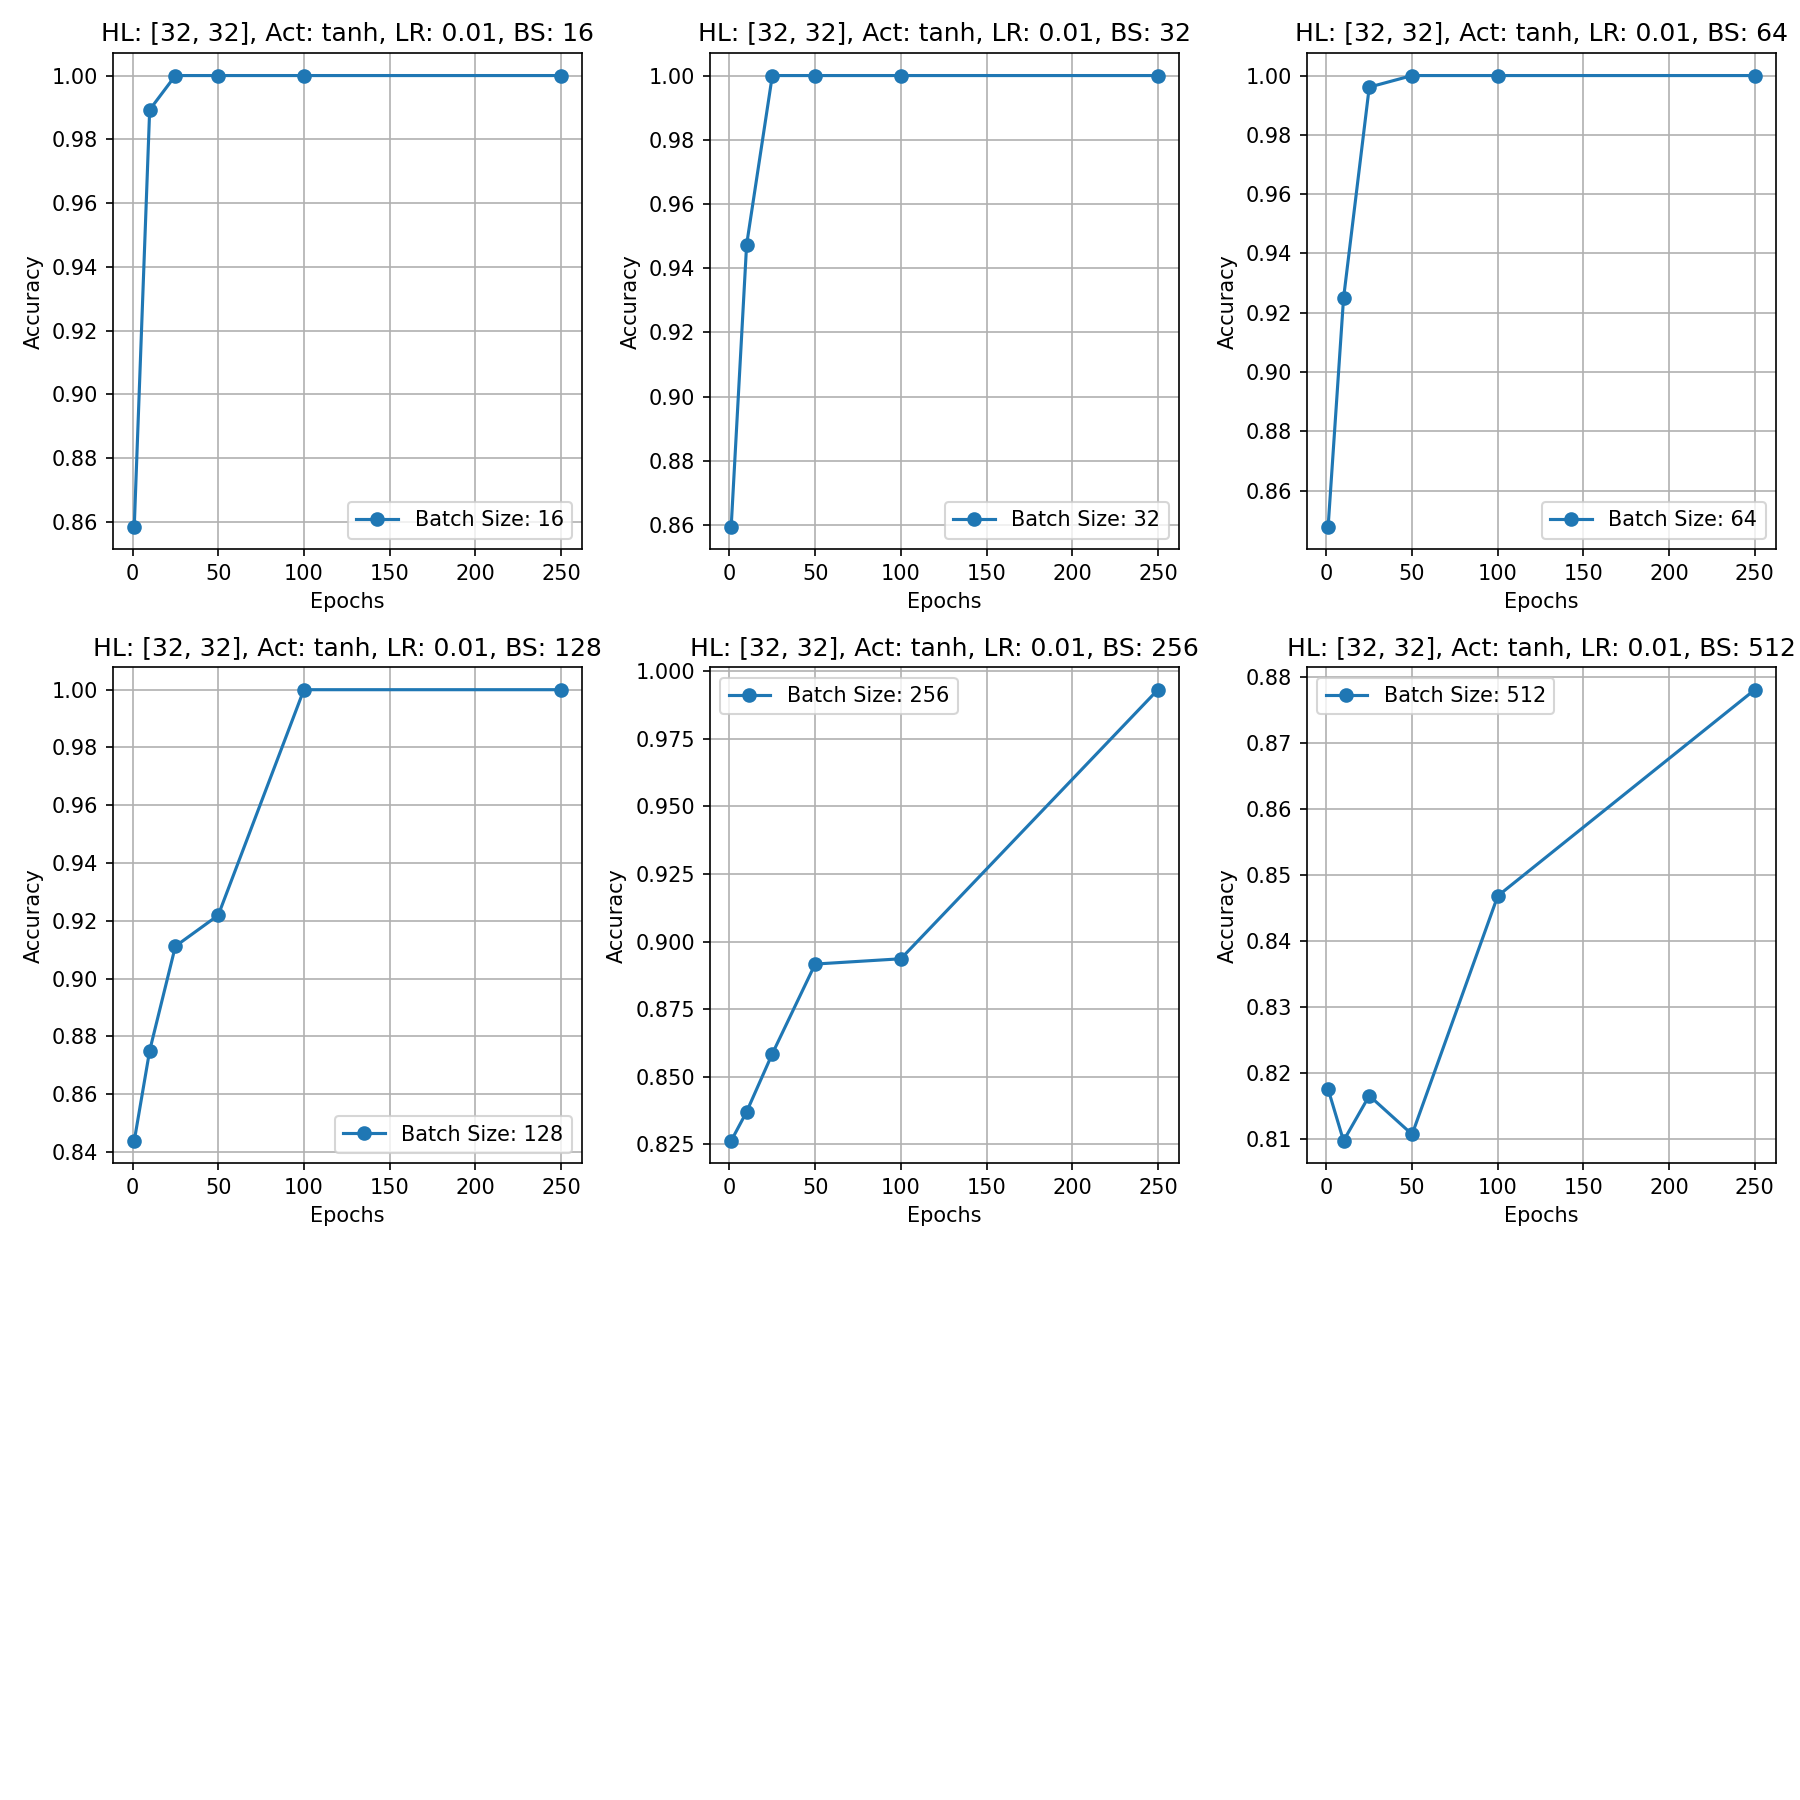 HL: [32, 32], Act: tanh, LR: 0.01, BS: 16
1.00
0.98
0.96
0.94
0.92
0.90
0.88
0.86
Accuracy
Batch Size: 16
0 50 100 150 200 250
Epochs
HL: [32, 32], Act: tanh, LR: 0.01, BS: 32
1.00
0.98
0.96
0.94
0.92
0.90
0.88
0.86
Accuracy
Batch Size: 32
0 50 100 150 200 250
Epochs
HL: [32, 32], Act: tanh, LR: 0.01, BS: 64
1.00
0.98
0.96
0.94
0.92
0.90
0.88
0.86
Accuracy
Batch Size: 64
0 50 100 150 200 250
Epochs
HL: [32, 32], Act: tanh, LR: 0.01, BS: 128
1.00
0.98
0.96
0.94
0.92
0.90
0.88
0.86
0.84
Accuracy
Batch Size: 128
0 50 100 150 200 250
Epochs
HL: [32, 32], Act: tanh, LR: 0.01, BS: 256
Batch Size: 256
1.000
0.975
0.950
0.925
0.900
0.875
0.850
0.825
Accuracy
0 50 100 150 200 250
Epochs
HL: [32, 32], Act: tanh, LR: 0.01, BS: 512
Batch Size: 512
0.88
0.87
0.86
0.85
0.84
0.83
0.82
0.81
Accuracy
0 50 100 150 200 250
Epochs